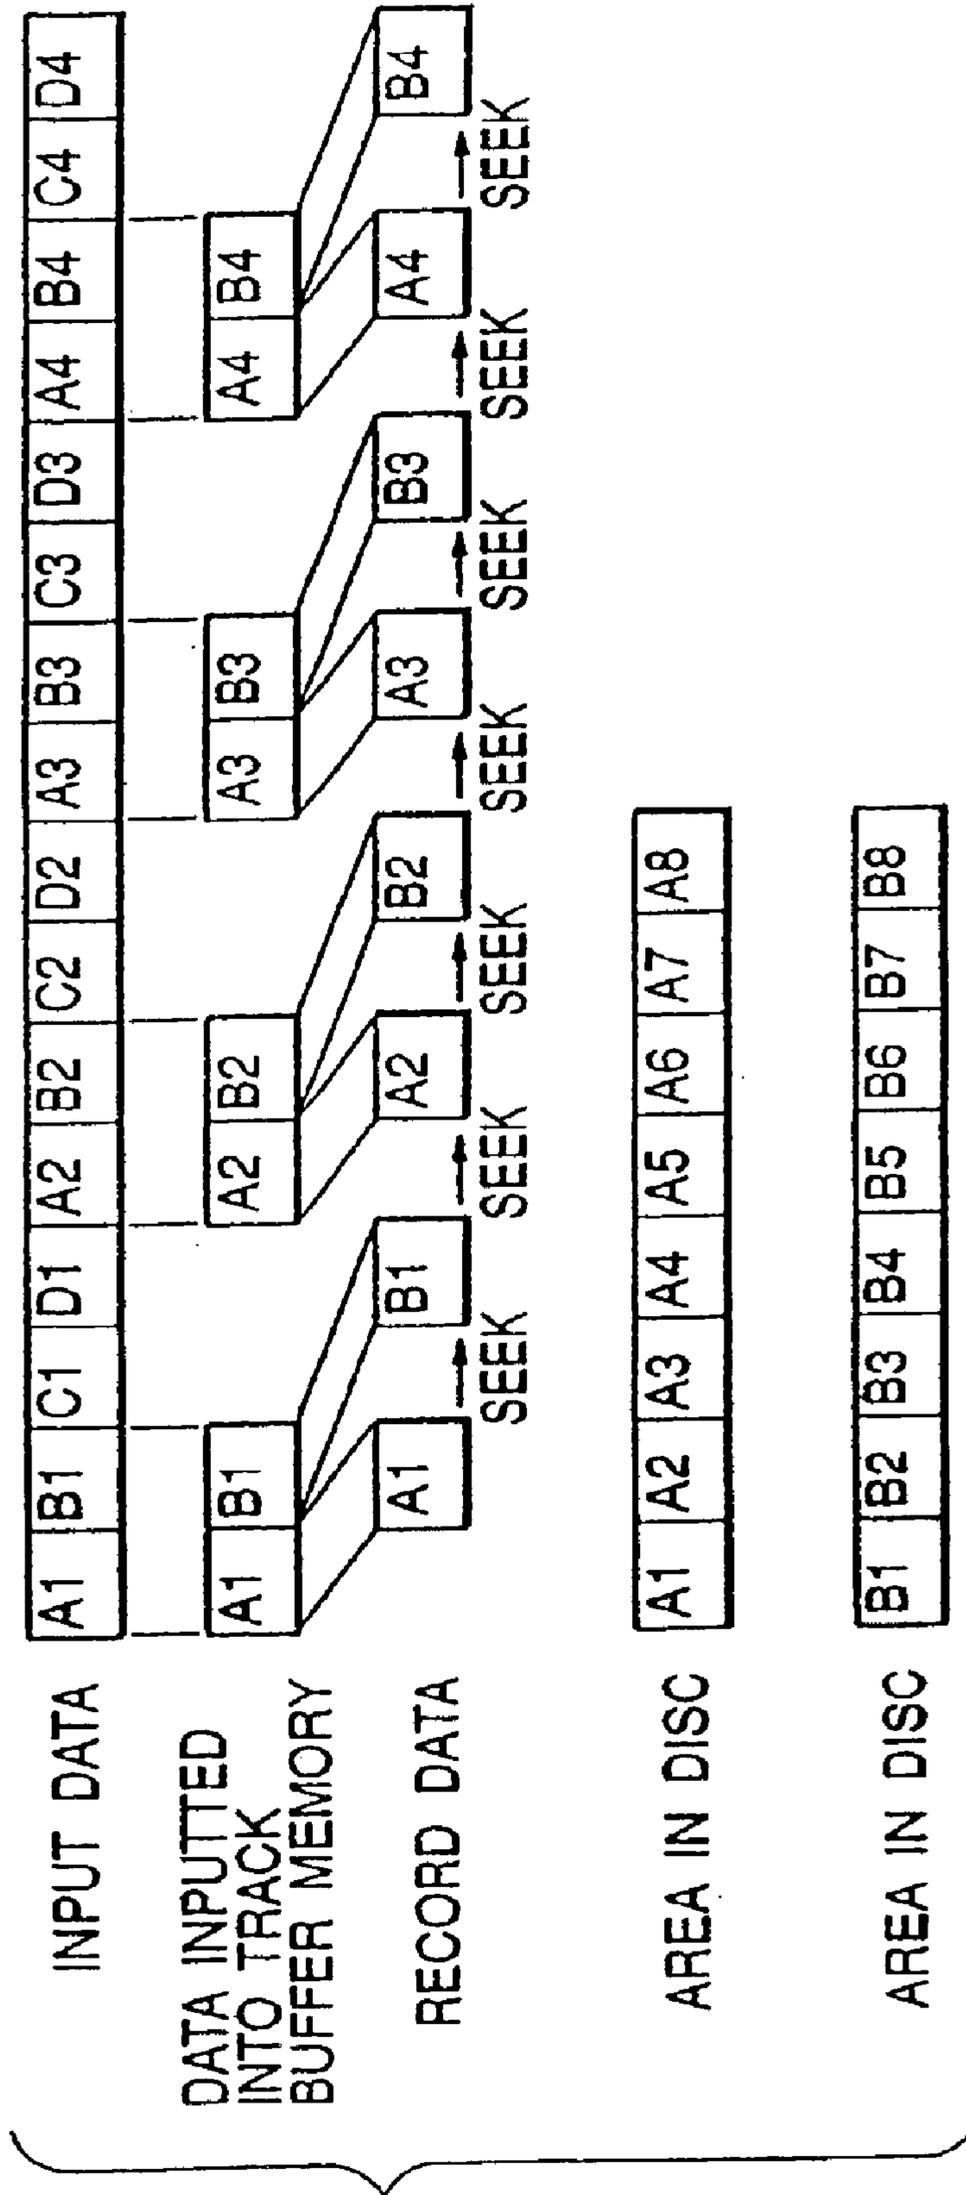 INPUT DATA
A1 B1 C1 D1 A2 B2 C2 D2 A3 B3 C3 D3 A4 B4 C4 D4
DATA INPUTTED
INTO TRACK
BUFFER MEMORY
A1 B1 A2 B2 A3 B3 A4 B4
RECORD DATA
A1 B1 A2 B2 A3 B3 A4 B4
SEEK SEEK SEEK SEEK SEEK SEEK SEEK
AREA IN DISC
A1 A2 A3 A4 A5 A6 A7 A8
AREA IN DISC
B1 B2 B3 B4 B5 B6 B7 B8